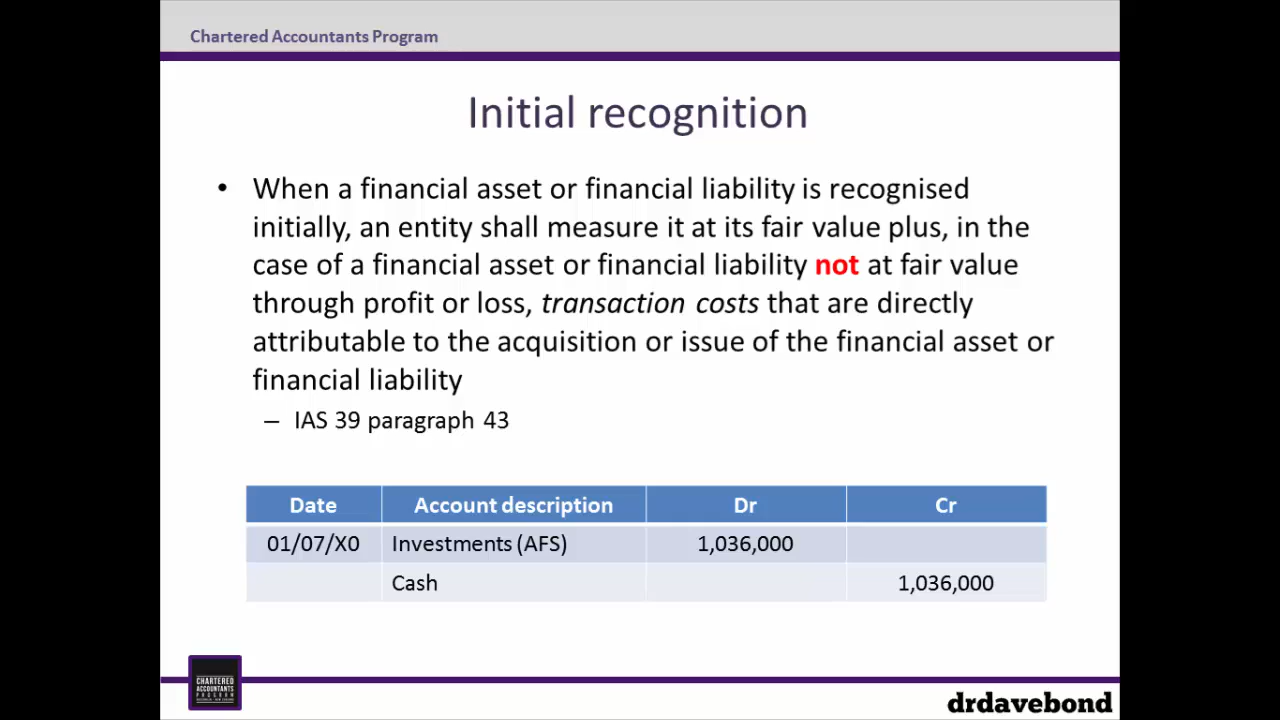 Chartered Accountants Program
Initial recognition
• When a financial asset or financial liability is recognised
initially, an entity shall measure it at its fair value plus, in the
case of a financial asset or financial liability not at fair value
through profit or loss, transaction costs that are directly
attributable to the acquisition or issue of the financial asset or
financial liability
– IAS 39 paragraph 43
Date Account description Dr Cr
01/07/X0 Investments (AFS) 1,036,000
Cash 1,036,000
CHARTERED
ACCOUNTANTS
PROGRAM
drdavebond